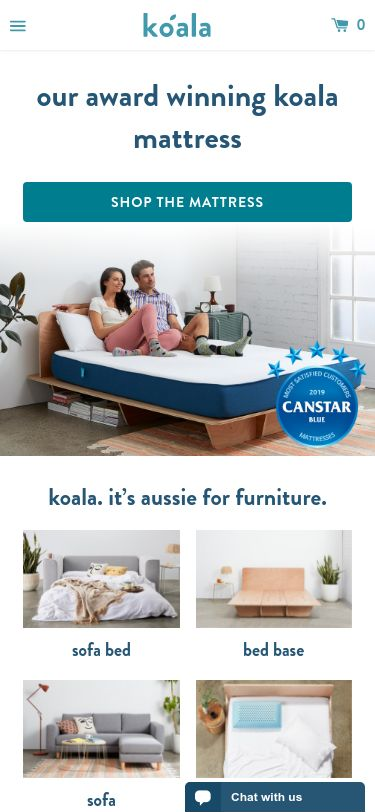 koala
0
our award winning koala
mattress
SHOP THE MATTRESS
MOST SATISFIED CUSTOMERS
2019
CANSTAR
BLUE
MATTRESSES
koala. it's aussie for furniture.
sofa bed
bed base
sofa
Chat with us